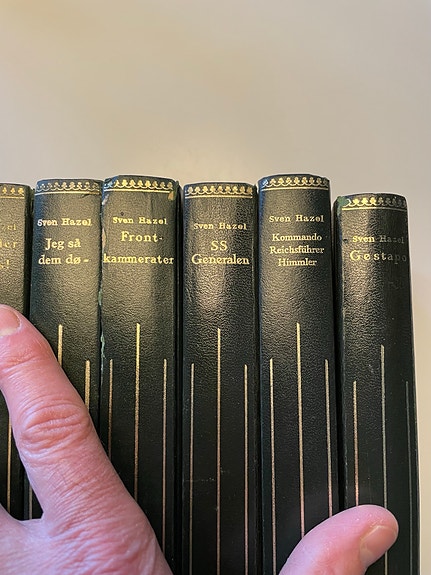 Sven Hazel
Jeg så
dem dø -
Sven Hazel
Front-
kammerater
Sven Hazel
SS
Generalen
Sven Hazel
Kommando
Reichsführer
Himmler
Sven Hazel
Gestapo